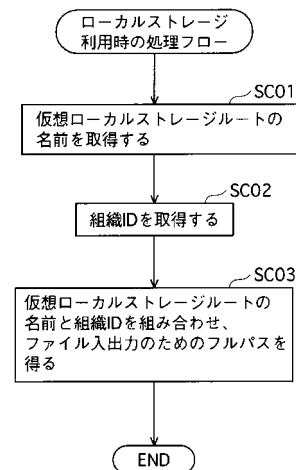 ローカルストレージ
利用時の処理フロー
SC01
仮想ローカルストレージルートの
名前を取得する
SC02
組織IDを取得する
SC03
仮想ローカルストレージルートの
名前と組織IDを組み合わせ、
ファイル入出力のためのフルパスを
得る
END